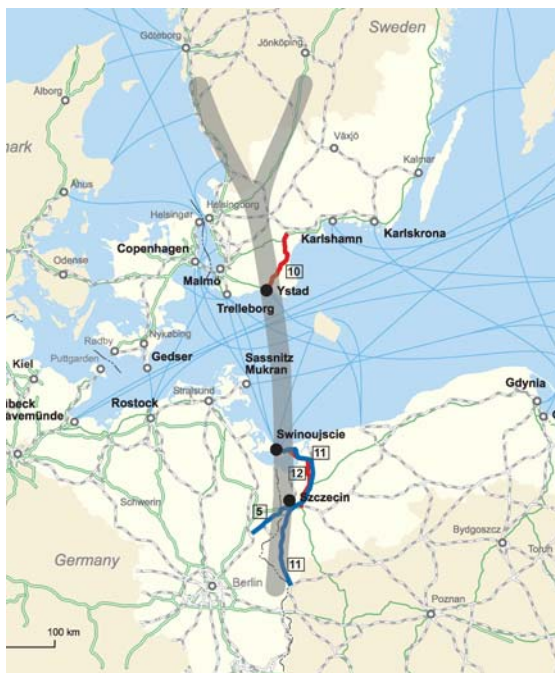 Göteborg
Jönköping
Sweden
Ålborg
Växjö
mark
Kalmar
Århus
Helsingør
Helsingborg
Karlshamn
Karlskrona
Copenhagen
Odense
Malmö
10
Ystad
Trelleborg
Rødby
Nykøbing
Puttgarden
Gedser
Sassnitz
Mukran
Kiel
Gdynia
Stralsund
beck
avemünde
Rostock
Swinoujscie
11
12
Szczecin
Schwerin
5
Bydgoszcz
Toruń
Germany
Berlin
11
Poznan
100 km